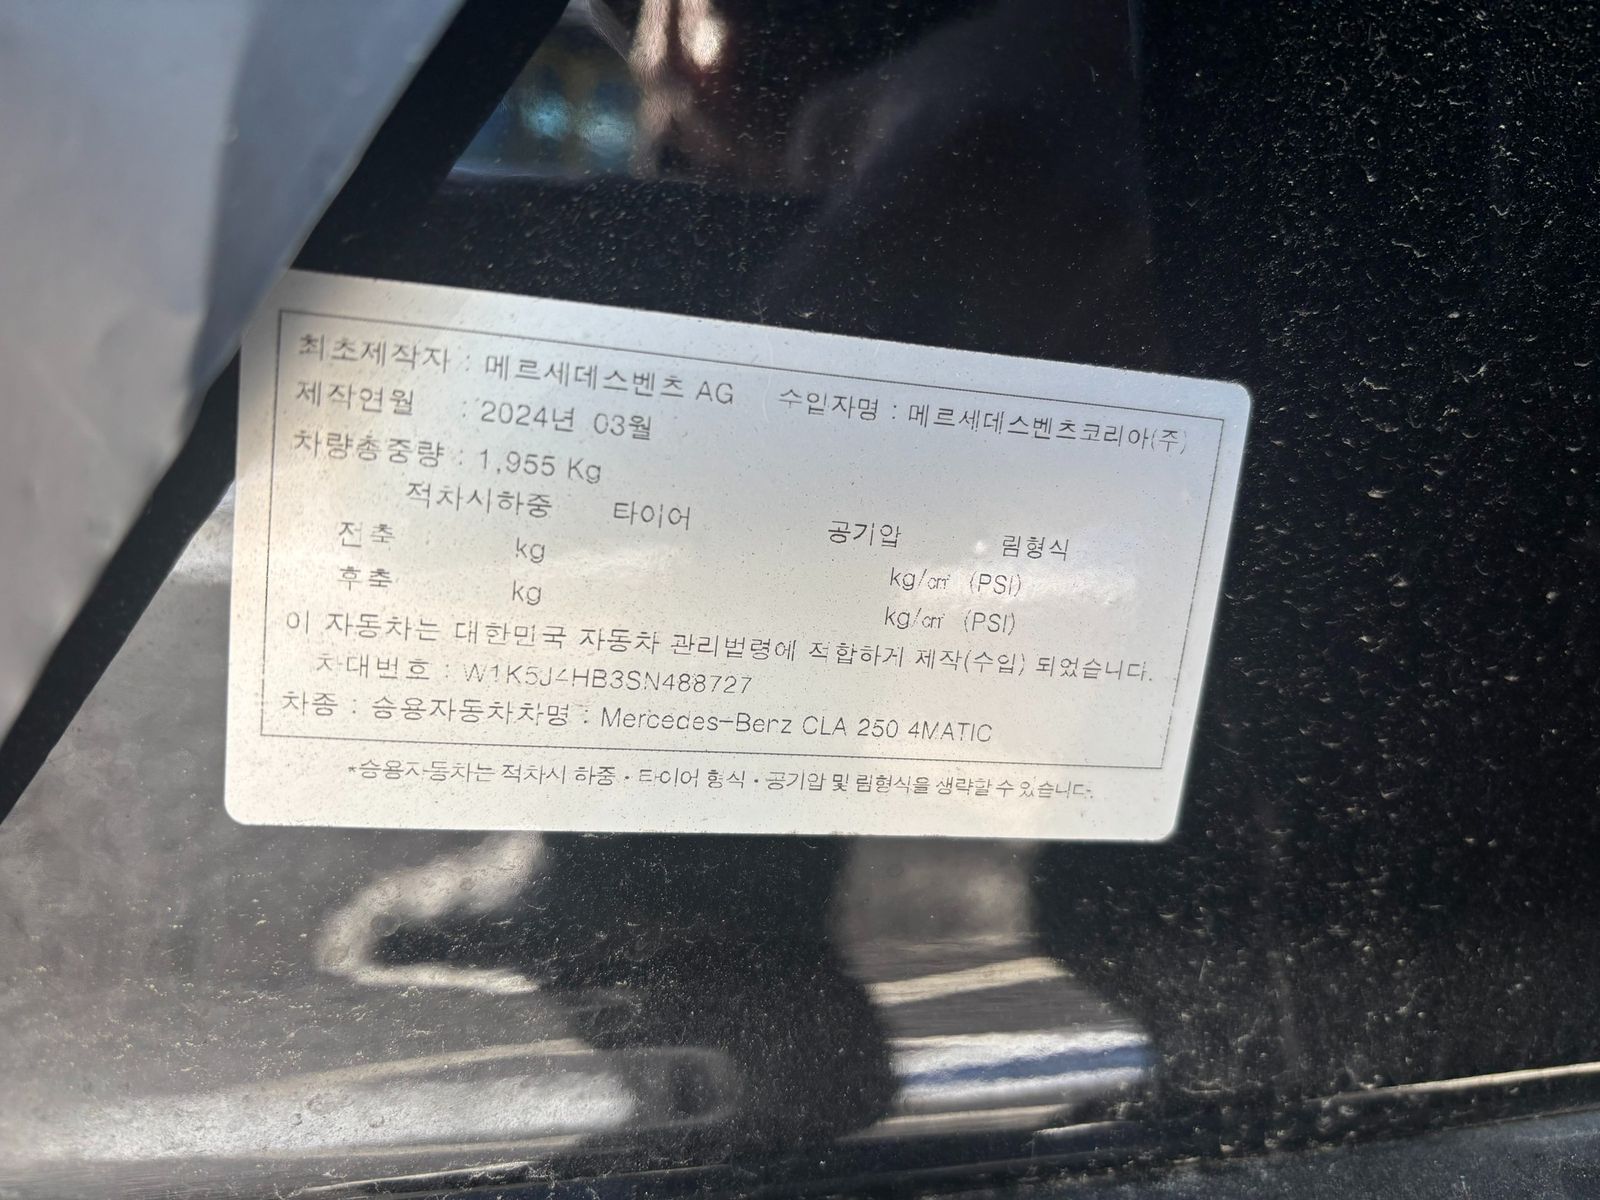 최초제작자 : 메르세데스벤츠 AG 수입자명 : 메르세데스벤츠코리아(주)
제작연월 : 2024년 03월
차량총중량 : 1,955 Kg
적차시하중 타이어 공기압 림형식
전축 kg kg/㎠ (PSI)
후축 kg kg/㎠ (PSI)
이 자동차는 대한민국 자동차 관리법령에 적합하게 제작(수입) 되었습니다.
차대번호 : W1K5J4HB3SN488727
차종 : 승용자동차차명 : Mercedes-Benz CLA 250 4MATIC
*승용자동차는 적차시 하중·타이어 형식·공기압 및 림형식을 생략할 수 있습니다.